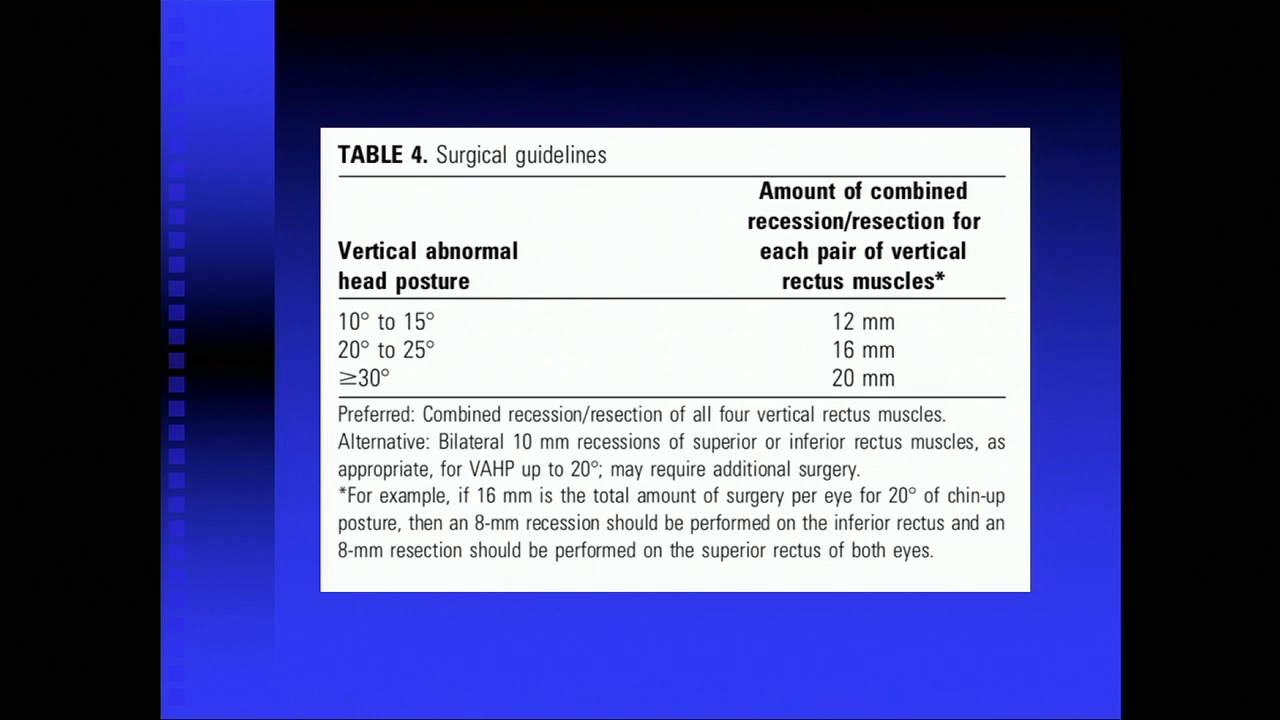 TABLE 4. Surgical guidelines
Vertical abnormal
head posture
Amount of combined
recession/resection for
each pair of vertical
rectus muscles*
10° to 15° 12 mm
20° to 25° 16 mm
≥30° 20 mm
Preferred: Combined recession/resection of all four vertical rectus muscles.
Alternative: Bilateral 10 mm recessions of superior or inferior rectus muscles, as
appropriate, for VAHP up to 20°; may require additional surgery.
*For example, if 16 mm is the total amount of surgery per eye for 20° of chin-up
posture, then an 8-mm recession should be performed on the inferior rectus and an
8-mm resection should be performed on the superior rectus of both eyes.